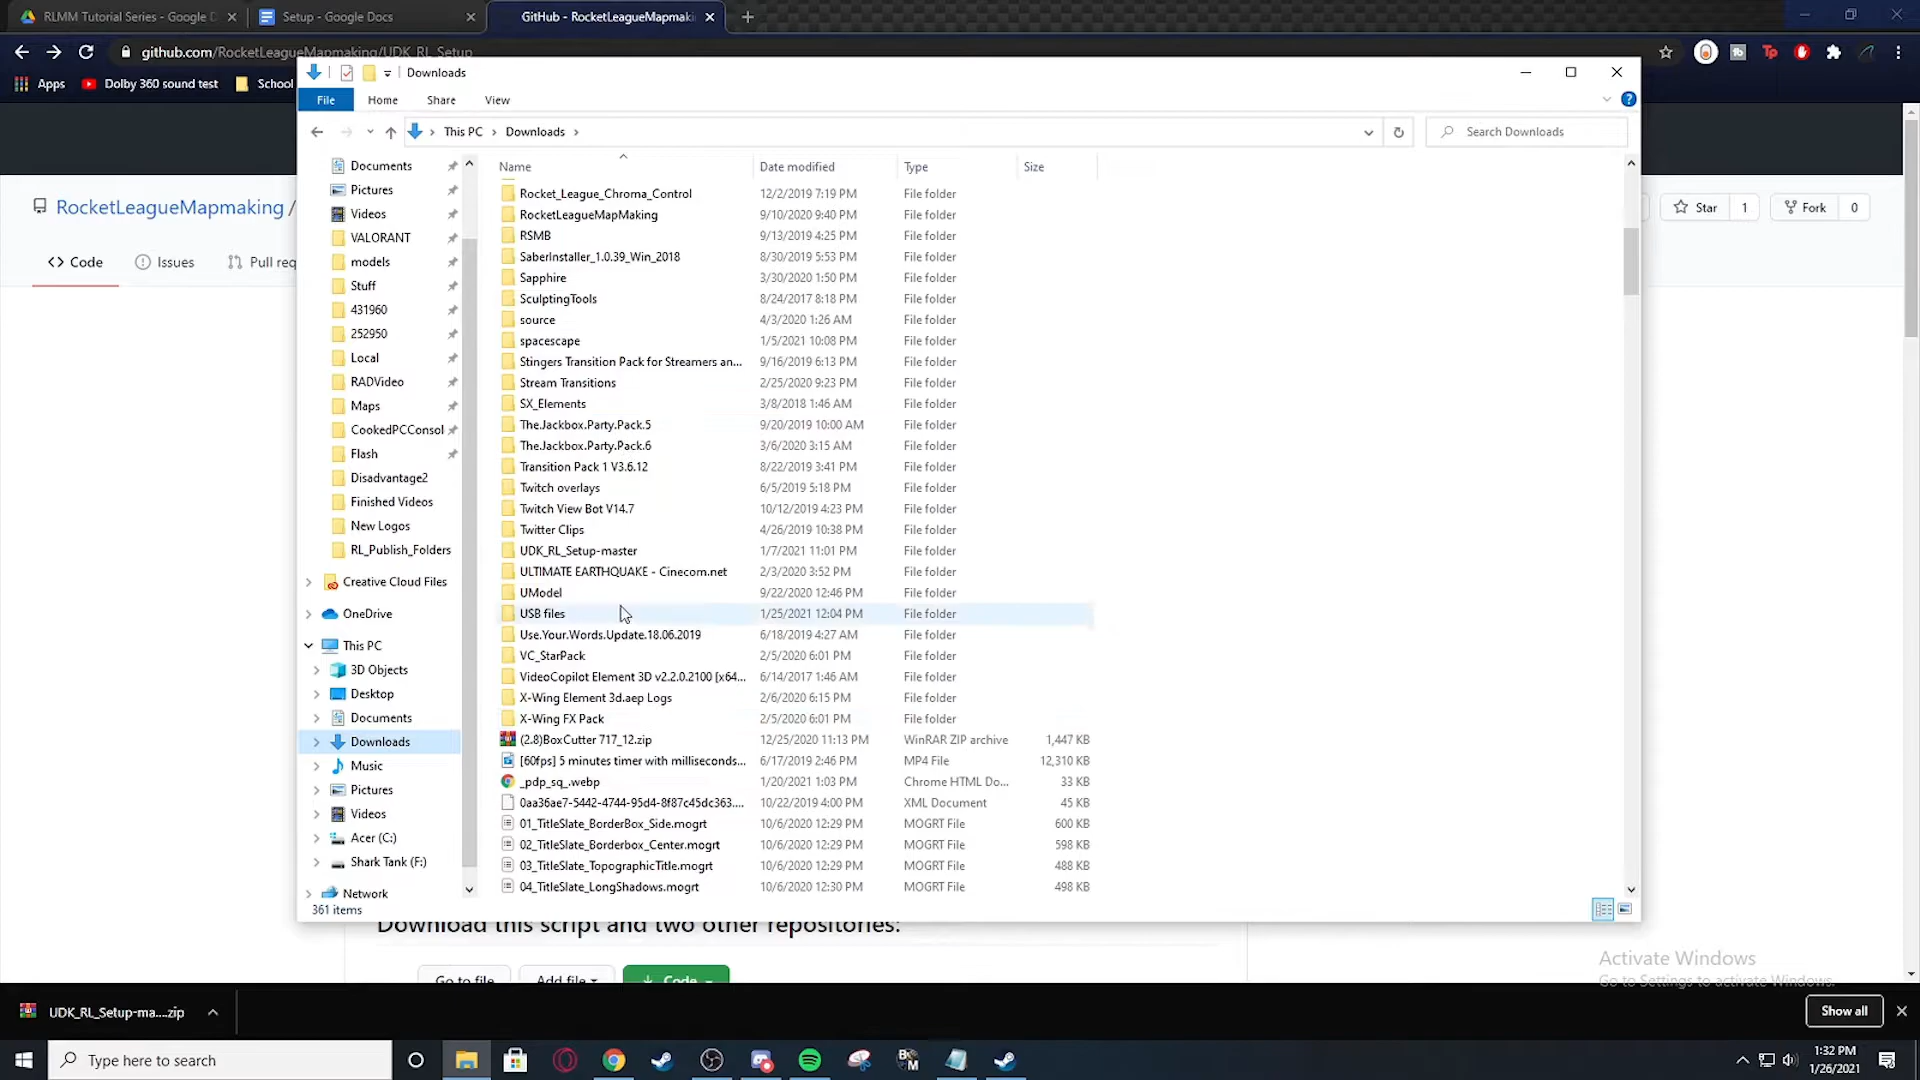 RLMM Tutorial Series - Google D
Setup - Google Docs
GitHub - RocketLeagueMapmaki
github.com/RocketLeagueMapmaking/UDK_RL_Setup
Apps
Dolby 360 sound test
School
Downloads
File
Home
Share
View
This PC
Downloads
Search Downloads
RocketLeagueMapmaking /
Star 1
Fork 0
Code
Issues
Pull req
Documents
Pictures
Videos
VALORANT
models
Stuff
431960
252950
Local
RADVideo
Maps
CookedPCConsol
Flash
Disadvantage2
Finished Videos
New Logos
RL_Publish_Folders
Creative Cloud Files
OneDrive
This PC
3D Objects
Desktop
Documents
Downloads
Music
Pictures
Videos
Acer (C:)
Shark Tank (F:)
Network
Name Date modified Type Size
Rocket_League_Chroma_Control 12/2/2019 7:19 PM File folder
RocketLeagueMapMaking 9/10/2020 9:40 PM File folder
RSMB 9/13/2019 4:25 PM File folder
SaberInstaller_1.0.39_Win_2018 8/30/2019 5:53 PM File folder
Sapphire 3/30/2020 1:50 PM File folder
SculptingTools 8/24/2017 8:18 PM File folder
source 4/3/2020 1:26 AM File folder
spacescape 1/5/2021 10:08 PM File folder
Stingers Transition Pack for Streamers an... 9/16/2019 6:13 PM File folder
Stream Transitions 2/25/2020 9:23 PM File folder
SX_Elements 3/8/2018 1:46 AM File folder
The.Jackbox.Party.Pack.5 9/20/2019 10:00 AM File folder
The.Jackbox.Party.Pack.6 3/6/2020 3:15 AM File folder
Transition Pack 1 V3.6.12 8/22/2019 3:41 PM File folder
Twitch overlays 6/5/2019 5:18 PM File folder
Twitch View Bot V14.7 10/12/2019 4:23 PM File folder
Twitter Clips 4/26/2019 10:38 PM File folder
UDK_RL_Setup-master 1/7/2021 11:01 PM File folder
ULTIMATE EARTHQUAKE - Cinecom.net 2/3/2020 3:52 PM File folder
UModel 9/22/2020 12:46 PM File folder
USB files 1/25/2021 12:04 PM File folder
Use.Your.Words.Update.18.06.2019 6/18/2019 4:27 AM File folder
VC_StarPack 2/5/2020 6:01 PM File folder
VideoCopilot Element 3D v2.2.0.2100 [x64... 6/14/2017 1:46 AM File folder
X-Wing Element 3d.aep Logs 2/6/2020 6:15 PM File folder
X-Wing FX Pack 2/5/2020 6:01 PM File folder
(2.8)BoxCutter 717_12.zip 12/25/2020 11:13 PM WinRAR ZIP archive 1,447 KB
[60fps] 5 minutes timer with milliseconds... 6/17/2019 2:46 PM MP4 File 12,310 KB
_pdp_sq_.webp 1/20/2021 1:03 PM Chrome HTML Do... 33 KB
0aa36ae7-5442-4744-95d4-8f87c45dc363.... 10/22/2019 4:00 PM XML Document 45 KB
01_TitleSlate_BorderBox_Side.mogrt 10/6/2020 12:29 PM MOGRT File 600 KB
02_TitleSlate_Borderbox_Center.mogrt 10/6/2020 12:29 PM MOGRT File 598 KB
03_TitleSlate_TopographicTitle.mogrt 10/6/2020 12:29 PM MOGRT File 488 KB
04_TitleSlate_LongShadows.mogrt 10/6/2020 12:30 PM MOGRT File 498 KB
361 items
Download this script and two other repositories:
Go to file
Add file
Code
Activate Windows
Go to Settings to activate Windows.
UDK_RL_Setup-ma....zip
Show all
Type here to search
1:32 PM
1/26/2021